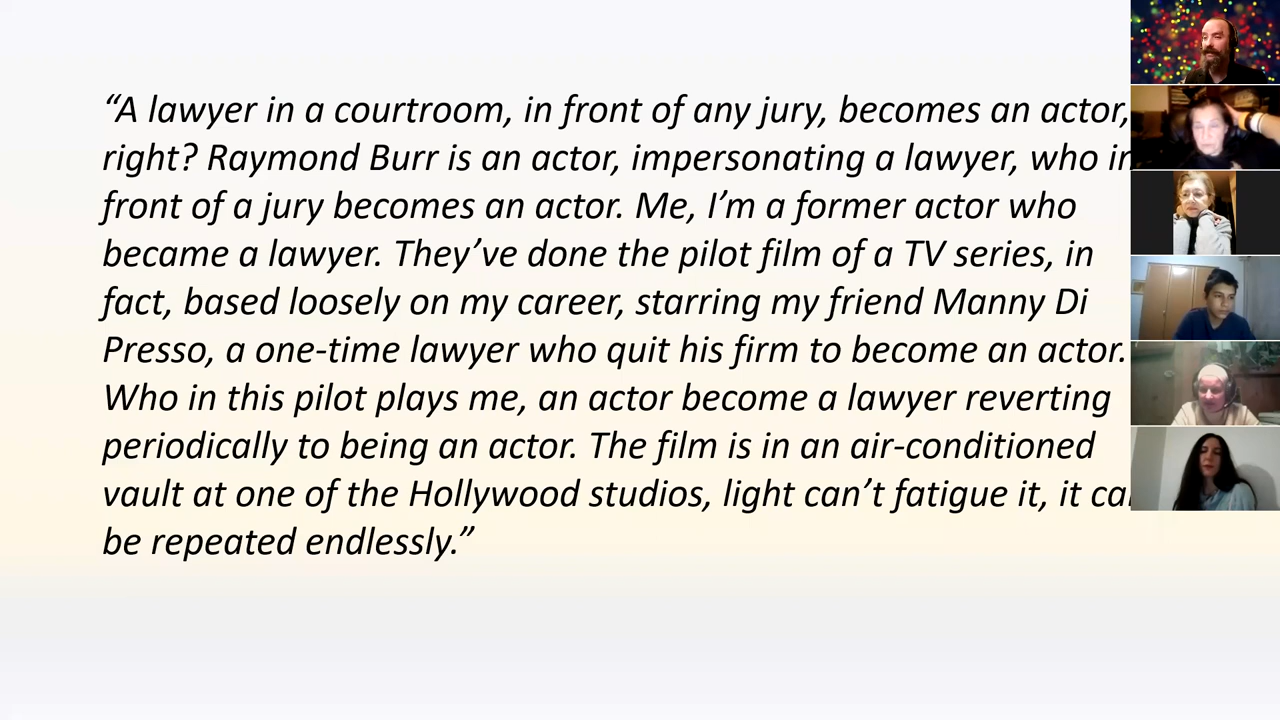 “A lawyer in a courtroom, in front of any jury, becomes an actor,
right? Raymond Burr is an actor, impersonating a lawyer, who in
front of a jury becomes an actor. Me, I’m a former actor who
became a lawyer. They’ve done the pilot film of a TV series, in
fact, based loosely on my career, starring my friend Manny Di
Presso, a one-time lawyer who quit his firm to become an actor.
Who in this pilot plays me, an actor become a lawyer reverting
periodically to being an actor. The film is in an air-conditioned
vault at one of the Hollywood studios, light can’t fatigue it, it can
be repeated endlessly.”